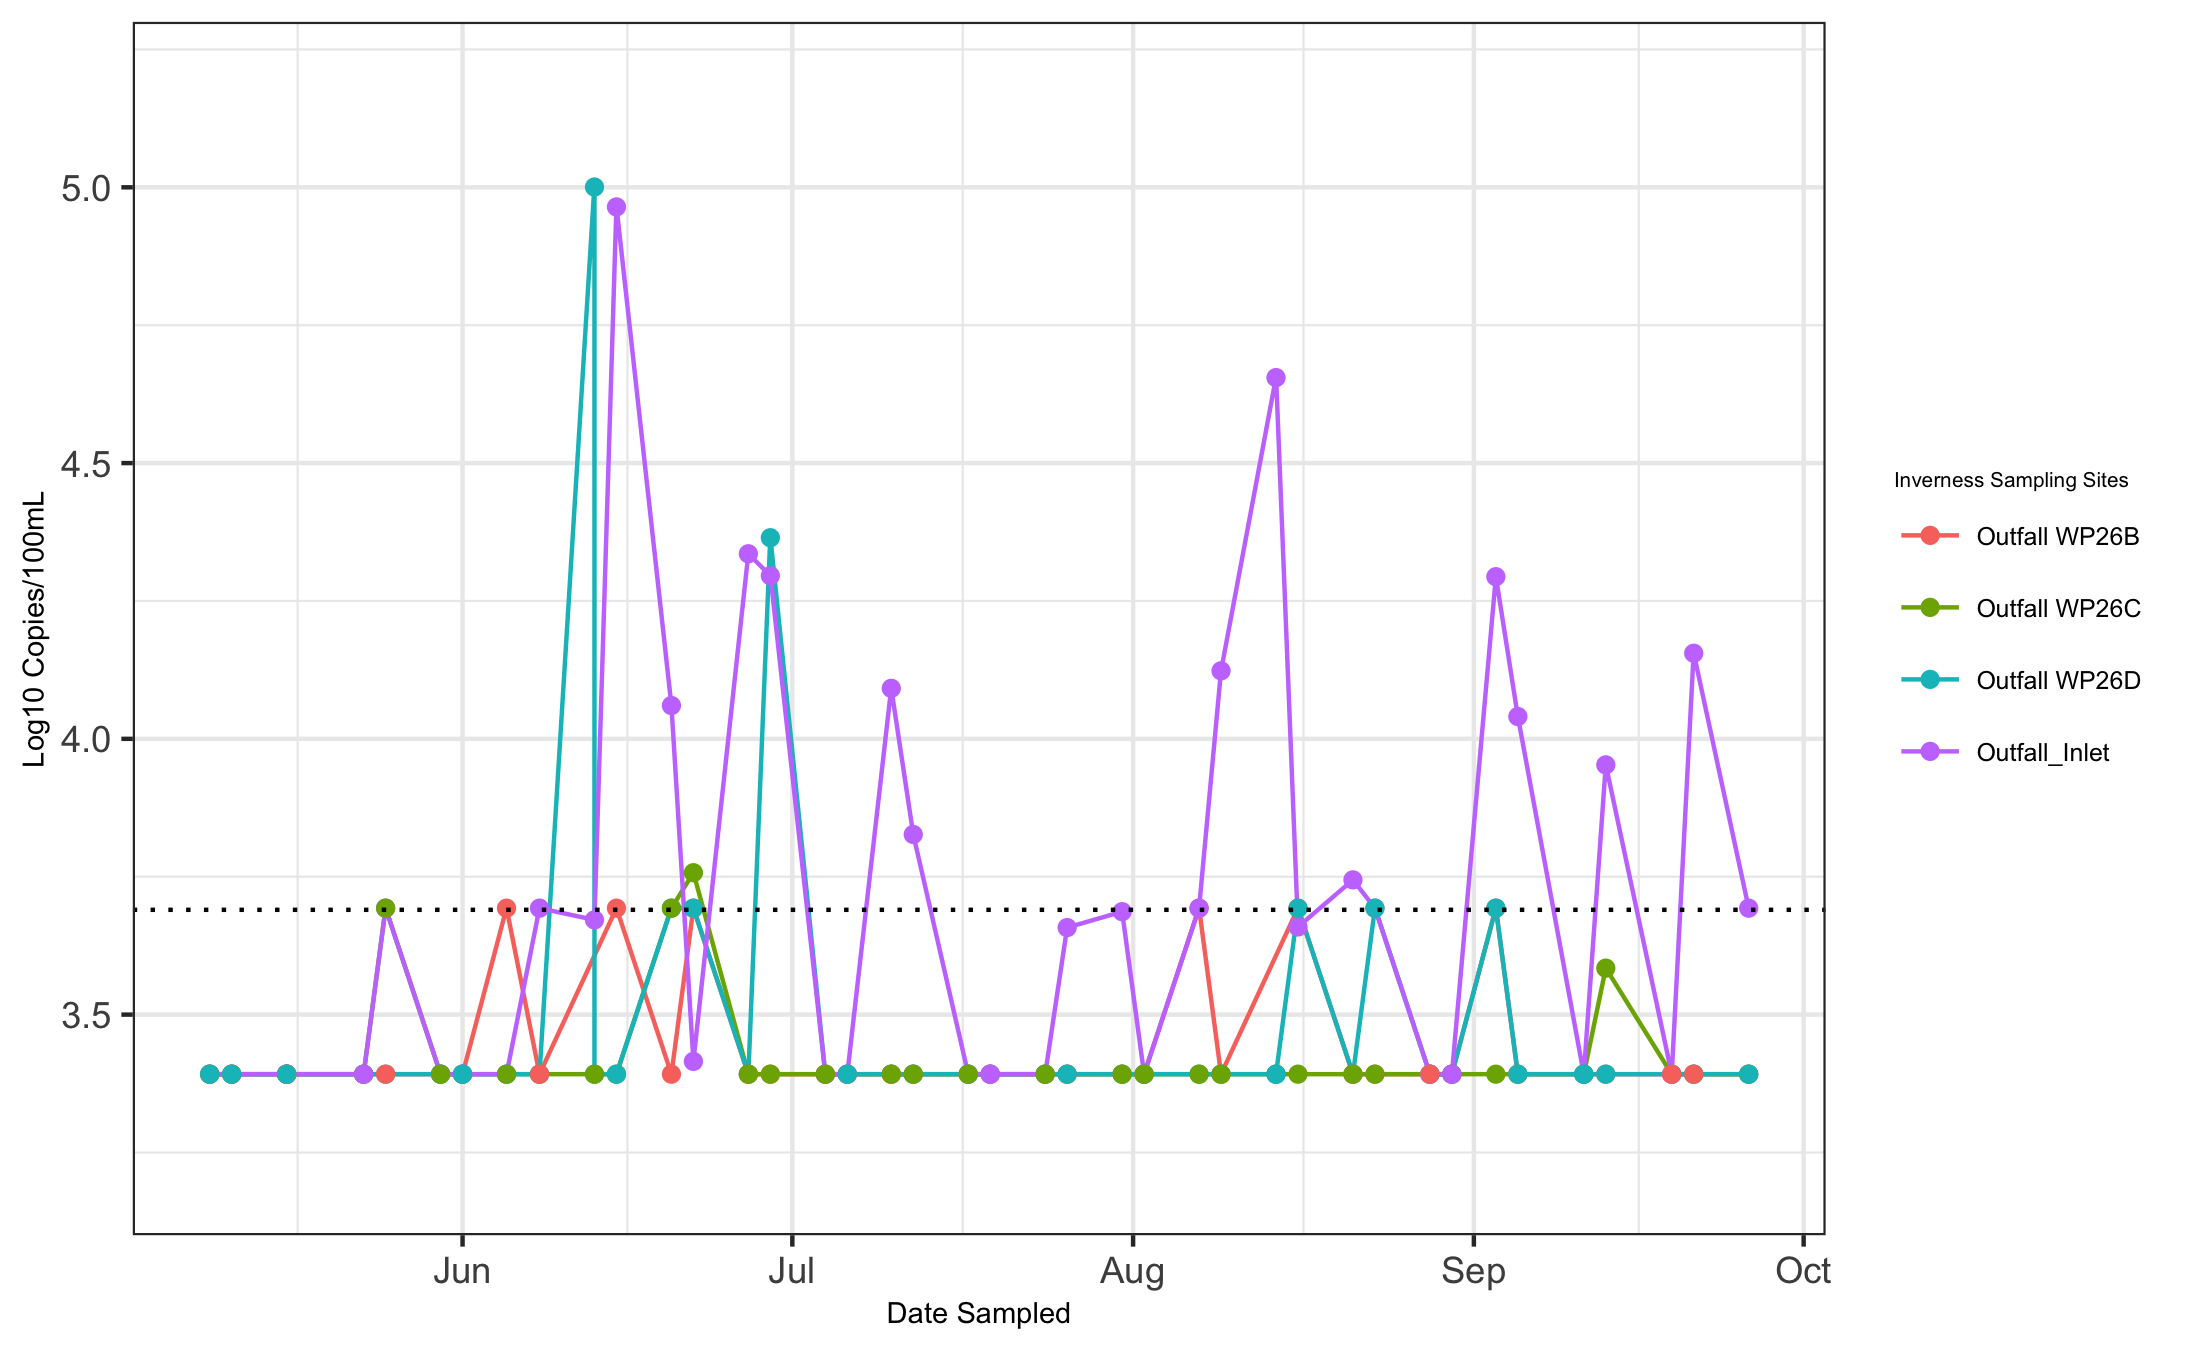 5.0
4.5
4.0
3.5
Log10 Copies/100mL
Jun Jul Aug Sep Oct
Date Sampled
Inverness Sampling Sites
Outfall WP26B
Outfall WP26C
Outfall WP26D
Outfall_Inlet